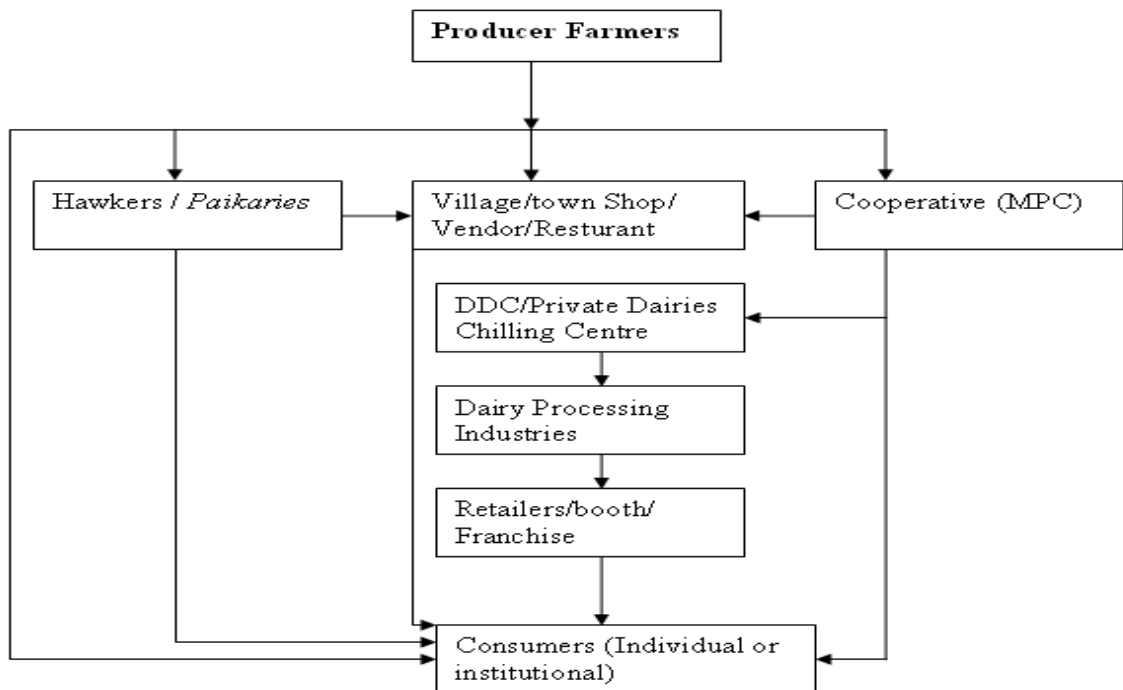 Producer Farmers
Hawkers / Paikaries
Village/town Shop/
Vendor/Resturant
Cooperative (MPC)
DDC/Private Dairies
Chilling Centre
Dairy Processing
Industries
Retailers/booth/
Franchise
Consumers (Individual or
institutional)